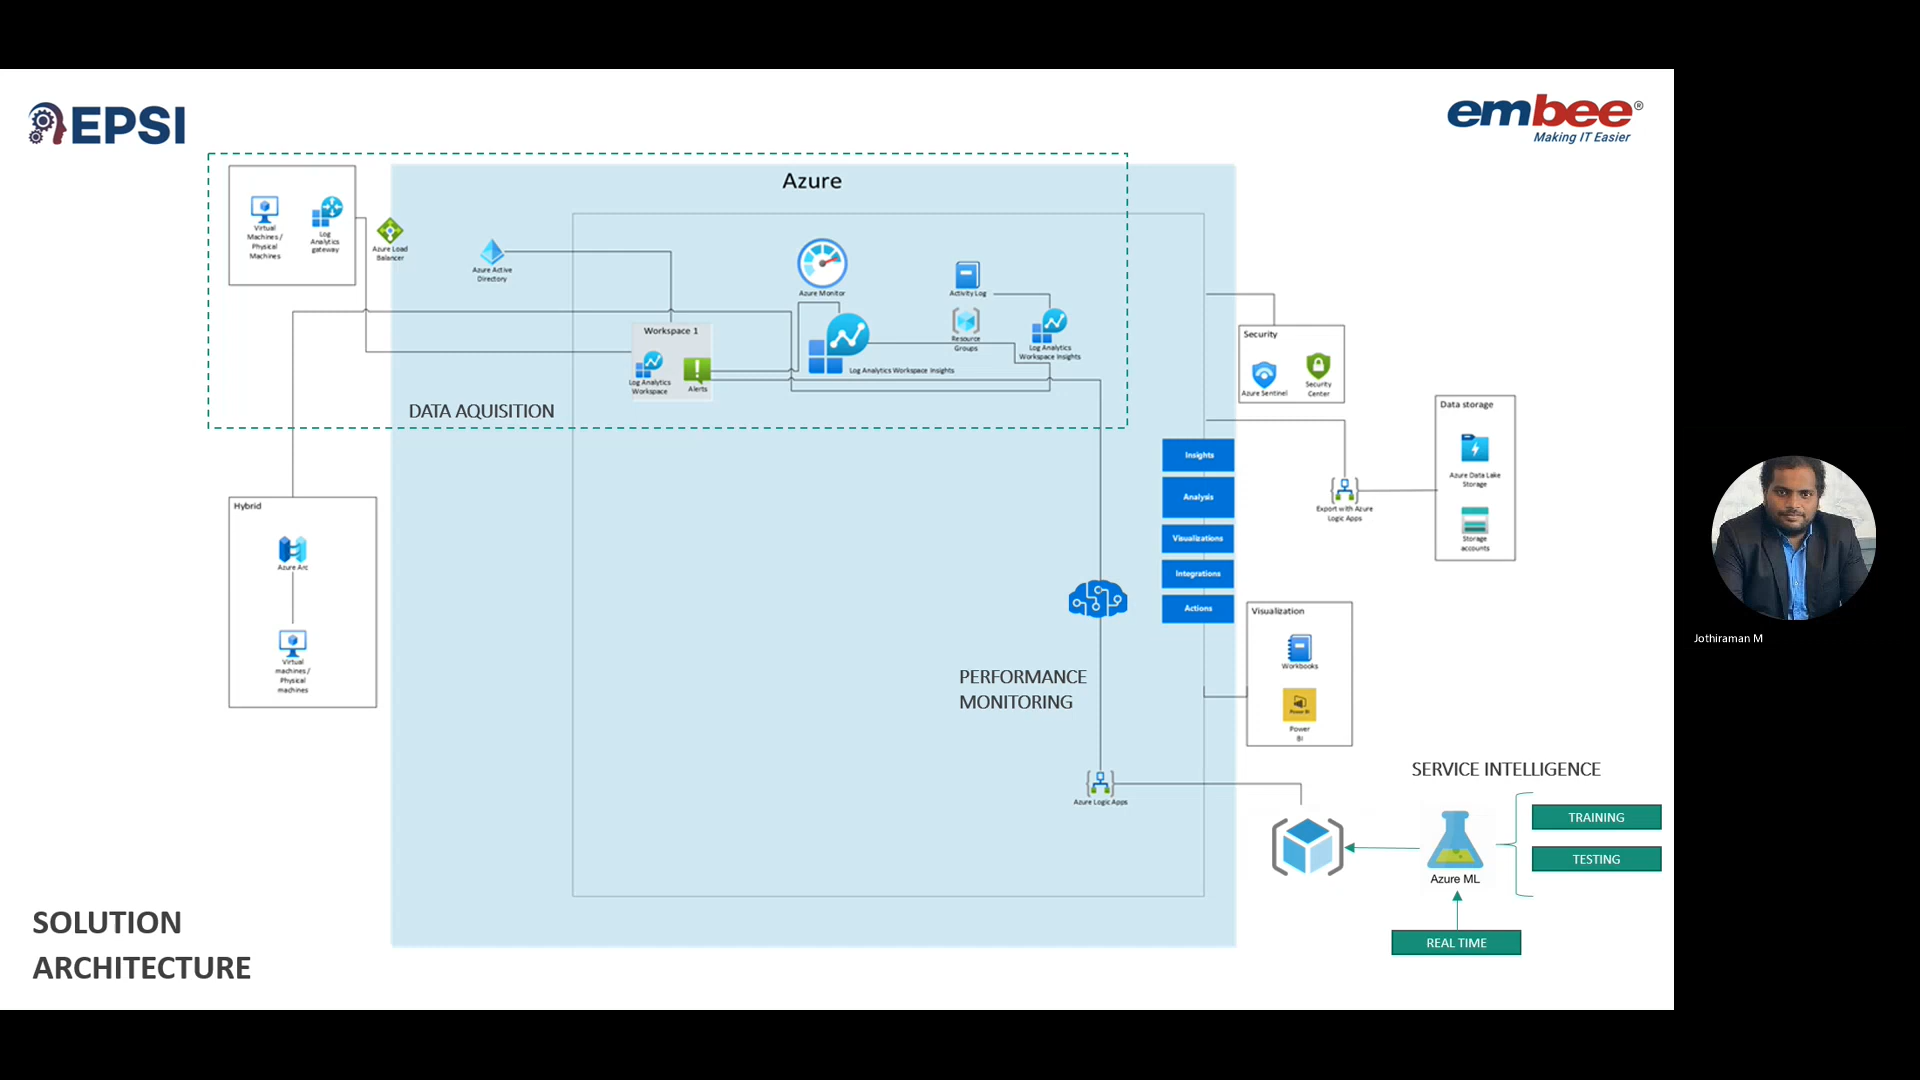 EPSI
embee®
Making IT Easier
Azure
Virtual
Machines /
Physical
Machines
Log
Analytics
gateway
Azure Load
Balancer
Azure Active
Directory
Azure Monitor
Activity Log
Resource
Groups
Log Analytics
Workspace Insights
Workspace 1
Log Analytics
Workspace
Alerts
Log Analytics Workspace Insights
DATA AQUISITION
Security
Azure Sentinel
Security
Center
Data storage
Azure Data Lake
Storage
Storage
accounts
Export with Azure
Logic Apps
Insights
Analysis
Visualizations
Integrations
Actions
Hybrid
Azure Arc
Virtual
machines /
Physical
machines
Visualization
Workbooks
Power BI
Power
BI
PERFORMANCE
MONITORING
Azure Logic Apps
SERVICE INTELLIGENCE
TRAINING
TESTING
Azure ML
REAL TIME
SOLUTION
ARCHITECTURE
Jothiraman M